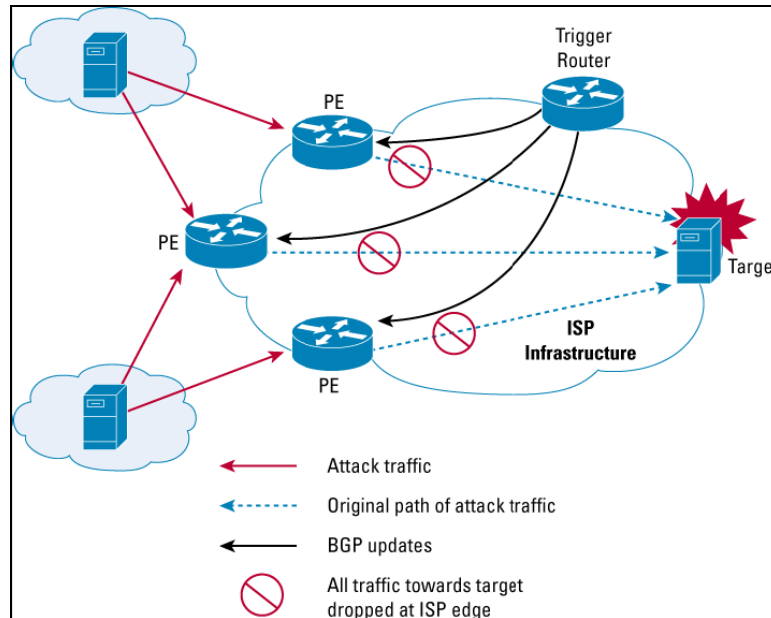 Trigger
Router
PE
PE
Target
ISP
Infrastructure
PE
Attack traffic
Original path of attack traffic
BGP updates
All traffic towards target
dropped at ISP edge